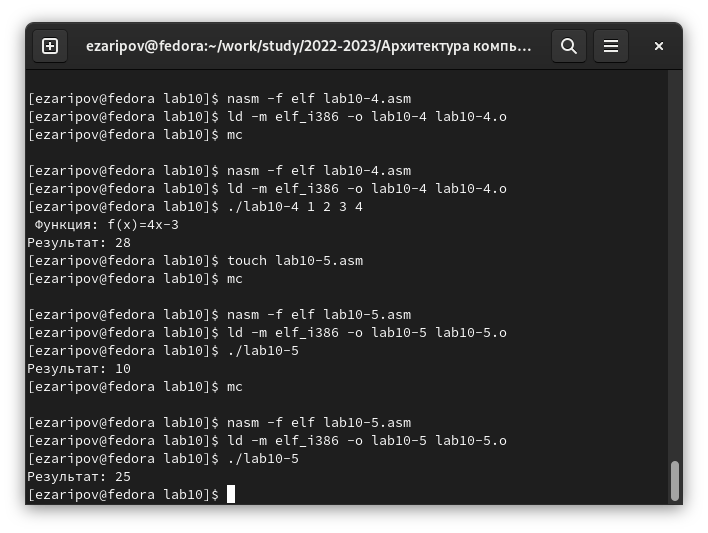 ezaripov@fedora:~/work/study/2022-2023/Архитектура компь...
[ezaripov@fedora lab10]$ nasm -f elf lab10-4.asm
[ezaripov@fedora lab10]$ ld -m elf_i386 -o lab10-4 lab10-4.o
[ezaripov@fedora lab10]$ mc
[ezaripov@fedora lab10]$ nasm -f elf lab10-4.asm
[ezaripov@fedora lab10]$ ld -m elf_i386 -o lab10-4 lab10-4.o
[ezaripov@fedora lab10]$ ./lab10-4 1 2 3 4
Функция: f(x)=4x-3
Результат: 28
[ezaripov@fedora lab10]$ touch lab10-5.asm
[ezaripov@fedora lab10]$ mc
[ezaripov@fedora lab10]$ nasm -f elf lab10-5.asm
[ezaripov@fedora lab10]$ ld -m elf_i386 -o lab10-5 lab10-5.o
[ezaripov@fedora lab10]$ ./lab10-5
Результат: 10
[ezaripov@fedora lab10]$ mc
[ezaripov@fedora lab10]$ nasm -f elf lab10-5.asm
[ezaripov@fedora lab10]$ ld -m elf_i386 -o lab10-5 lab10-5.o
[ezaripov@fedora lab10]$ ./lab10-5
Результат: 25
[ezaripov@fedora lab10]$